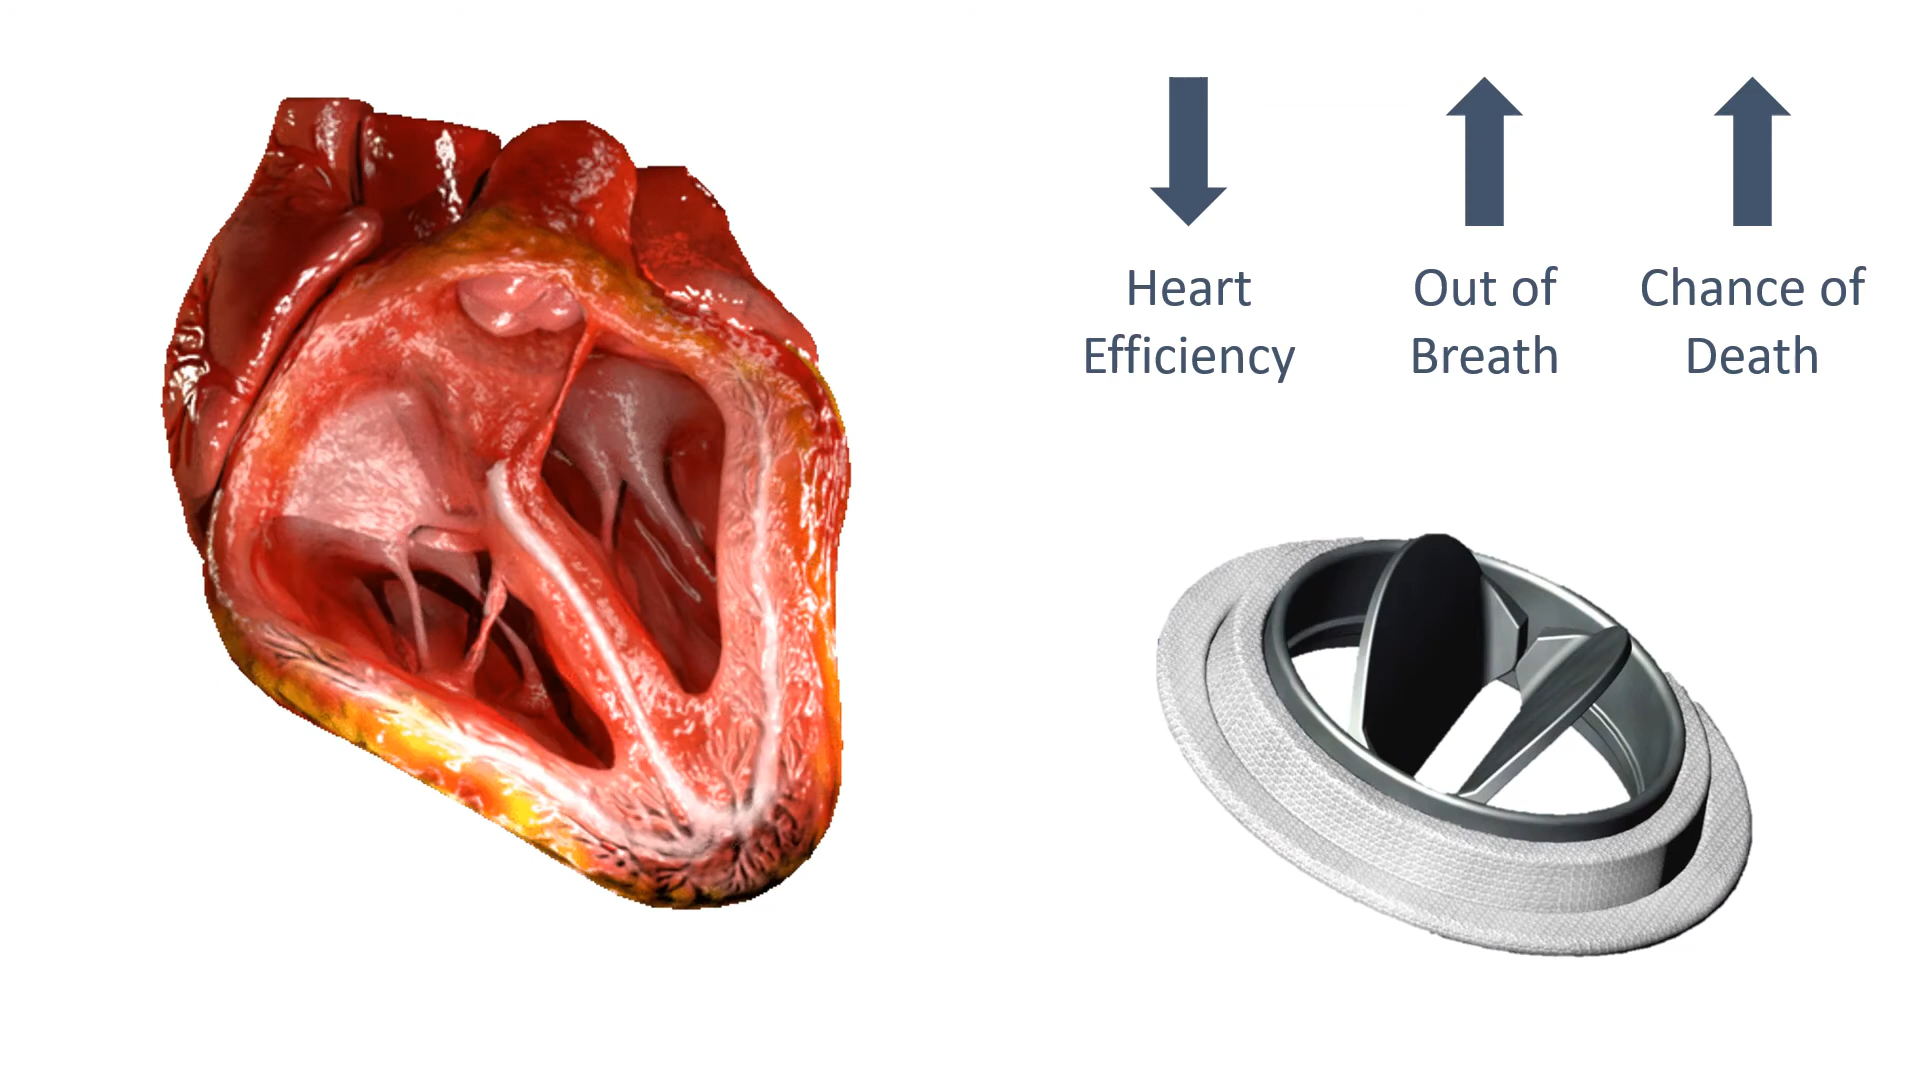 Heart
Efficiency
Out of
Breath
Chance of
Death